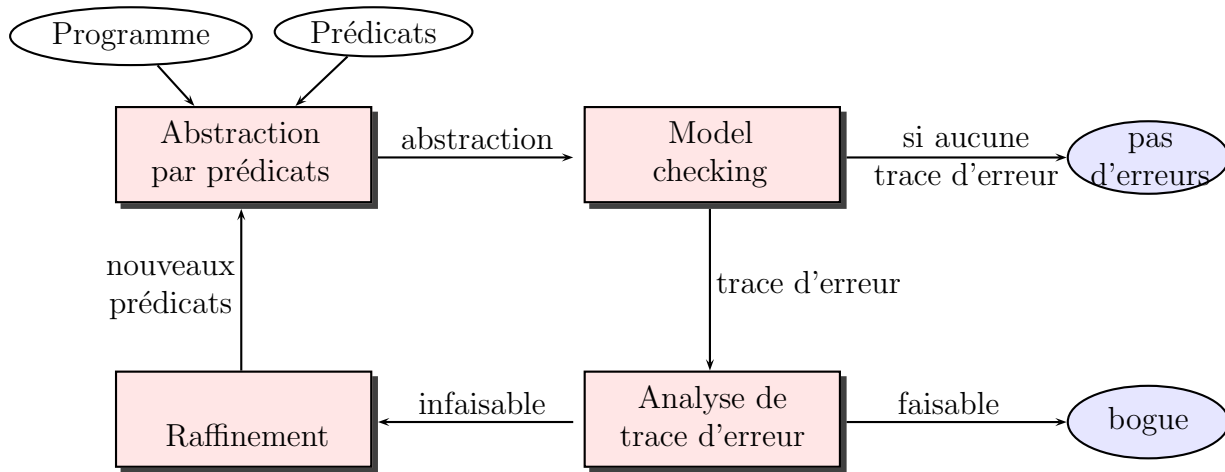 Programme
Prédicats
Abstraction
par prédicats
abstraction
Model
checking
si aucune
trace d'erreur
pas
d'erreurs
nouveaux
prédicats
trace d'erreur
Raffinement
infaisable
Analyse de
trace d'erreur
faisable
bogue